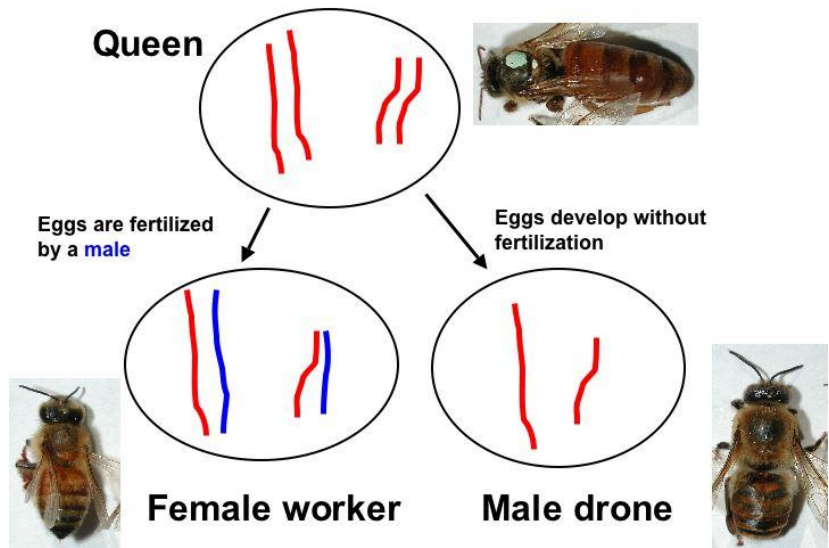 Queen
Eggs are fertilized
by a male
Eggs develop without
fertilization
Female worker
Male drone